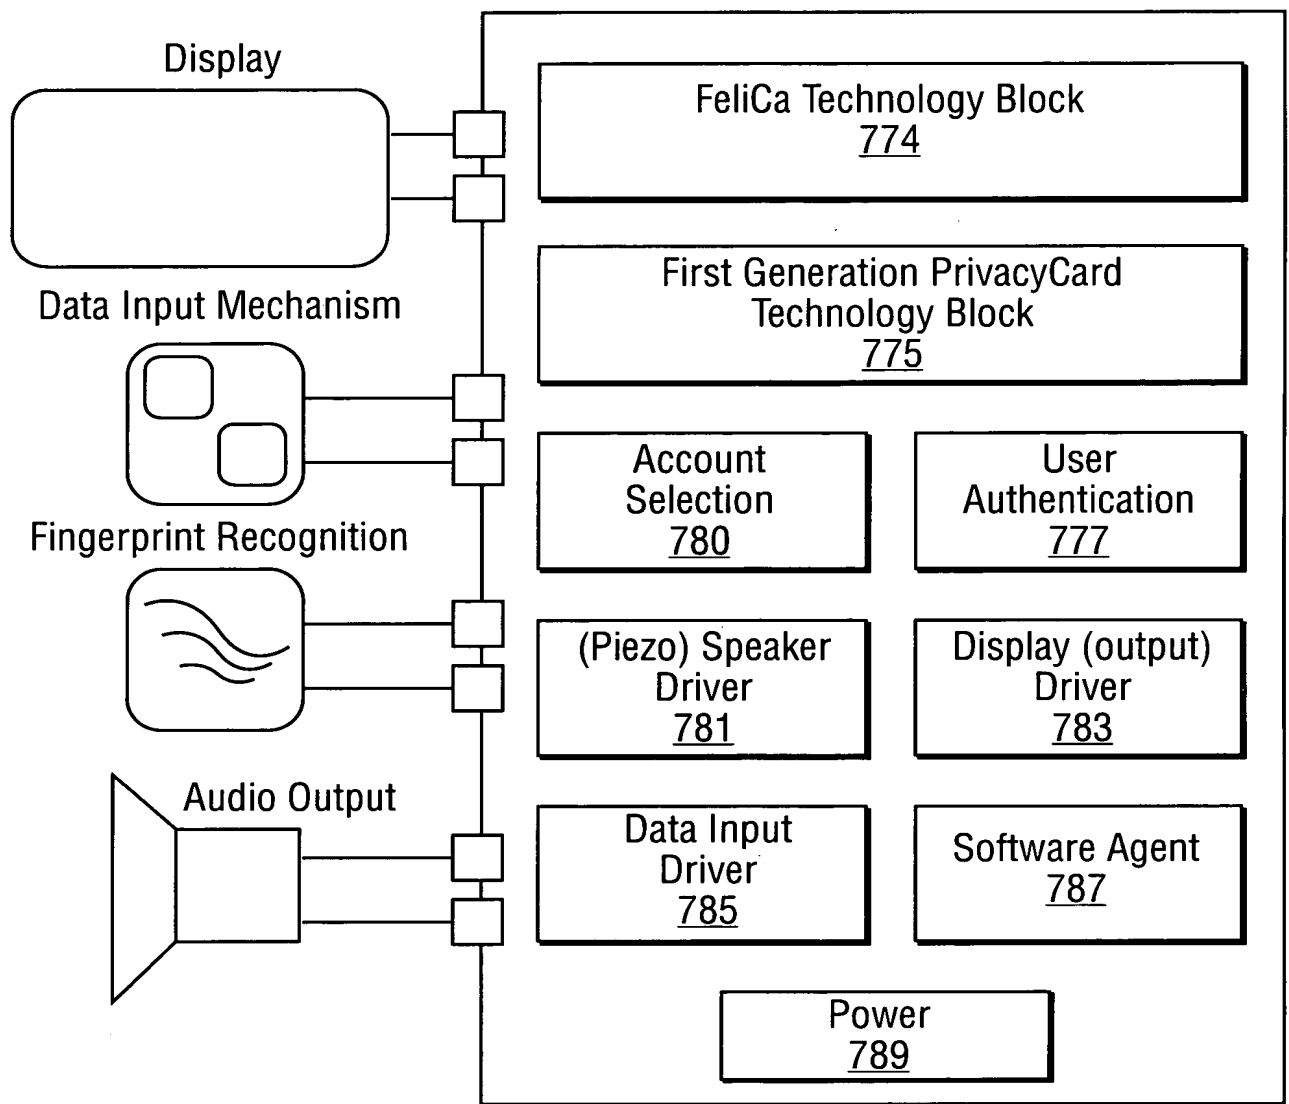 Display
FeliCa Technology Block
774
First Generation PrivacyCard
Technology Block
775
Data Input Mechanism
Account
Selection
780
User
Authentication
777
Fingerprint Recognition
(Piezo) Speaker
Driver
781
Display (output)
Driver
783
Audio Output
Data Input
Driver
785
Software Agent
787
Power
789